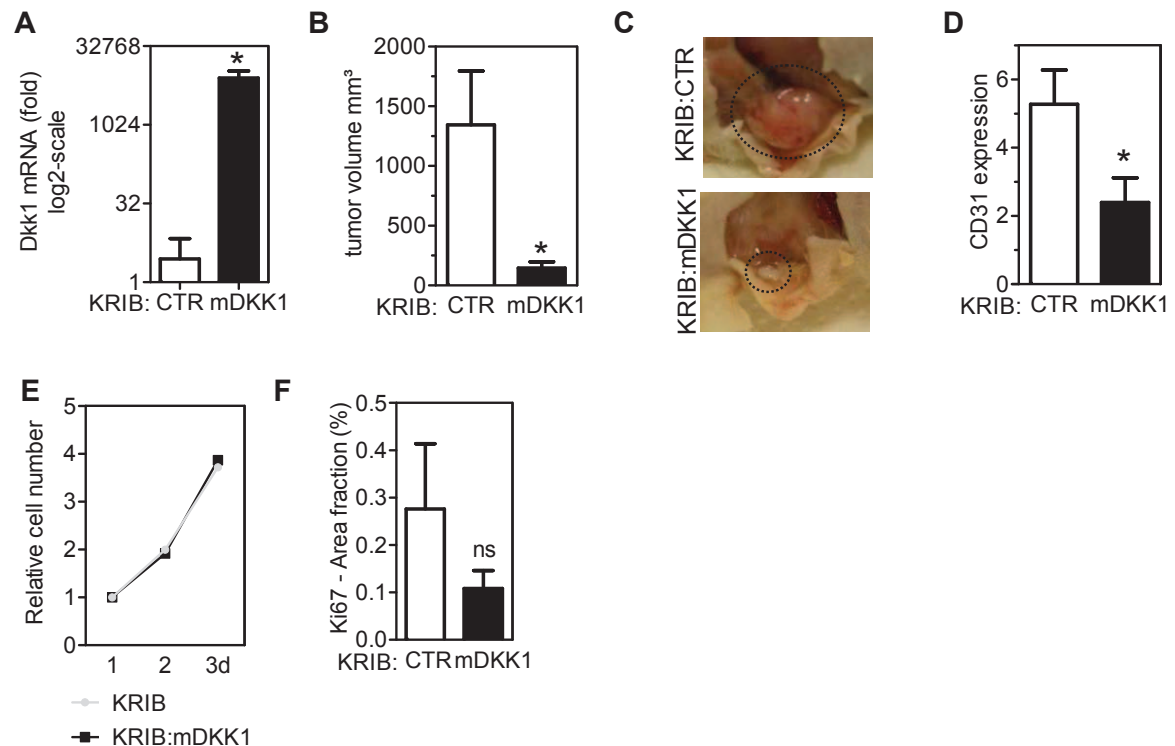 A
Dkk1 mRNA (fold)
log2-scale
32768
1024
32
1
*
KRIB: CTR mDKK1
B
tumor volume mm³
2000
1500
1000
500
0
*
KRIB: CTR mDKK1
C
KRIB:CTR
KRIB:mDKK1
D
CD31 expression
6
4
2
0
*
KRIB: CTR mDKK1
E
Relative cell number
5
4
3
2
1
0
1 2 3d
KRIB
KRIB:mDKK1
F
Ki67 - Area fraction (%)
0.5
0.4
0.3
0.2
0.1
0.0
ns
KRIB: CTR mDKK1